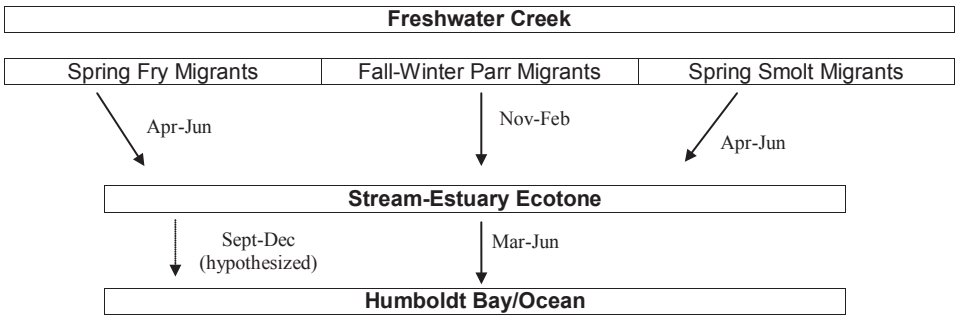 Freshwater Creek
Spring Fry Migrants
Fall-Winter Parr Migrants
Spring Smolt Migrants
Apr-Jun
Nov-Feb
Apr-Jun
Stream-Estuary Ecotone
Sept-Dec
(hypothesized)
Mar-Jun
Humboldt Bay/Ocean